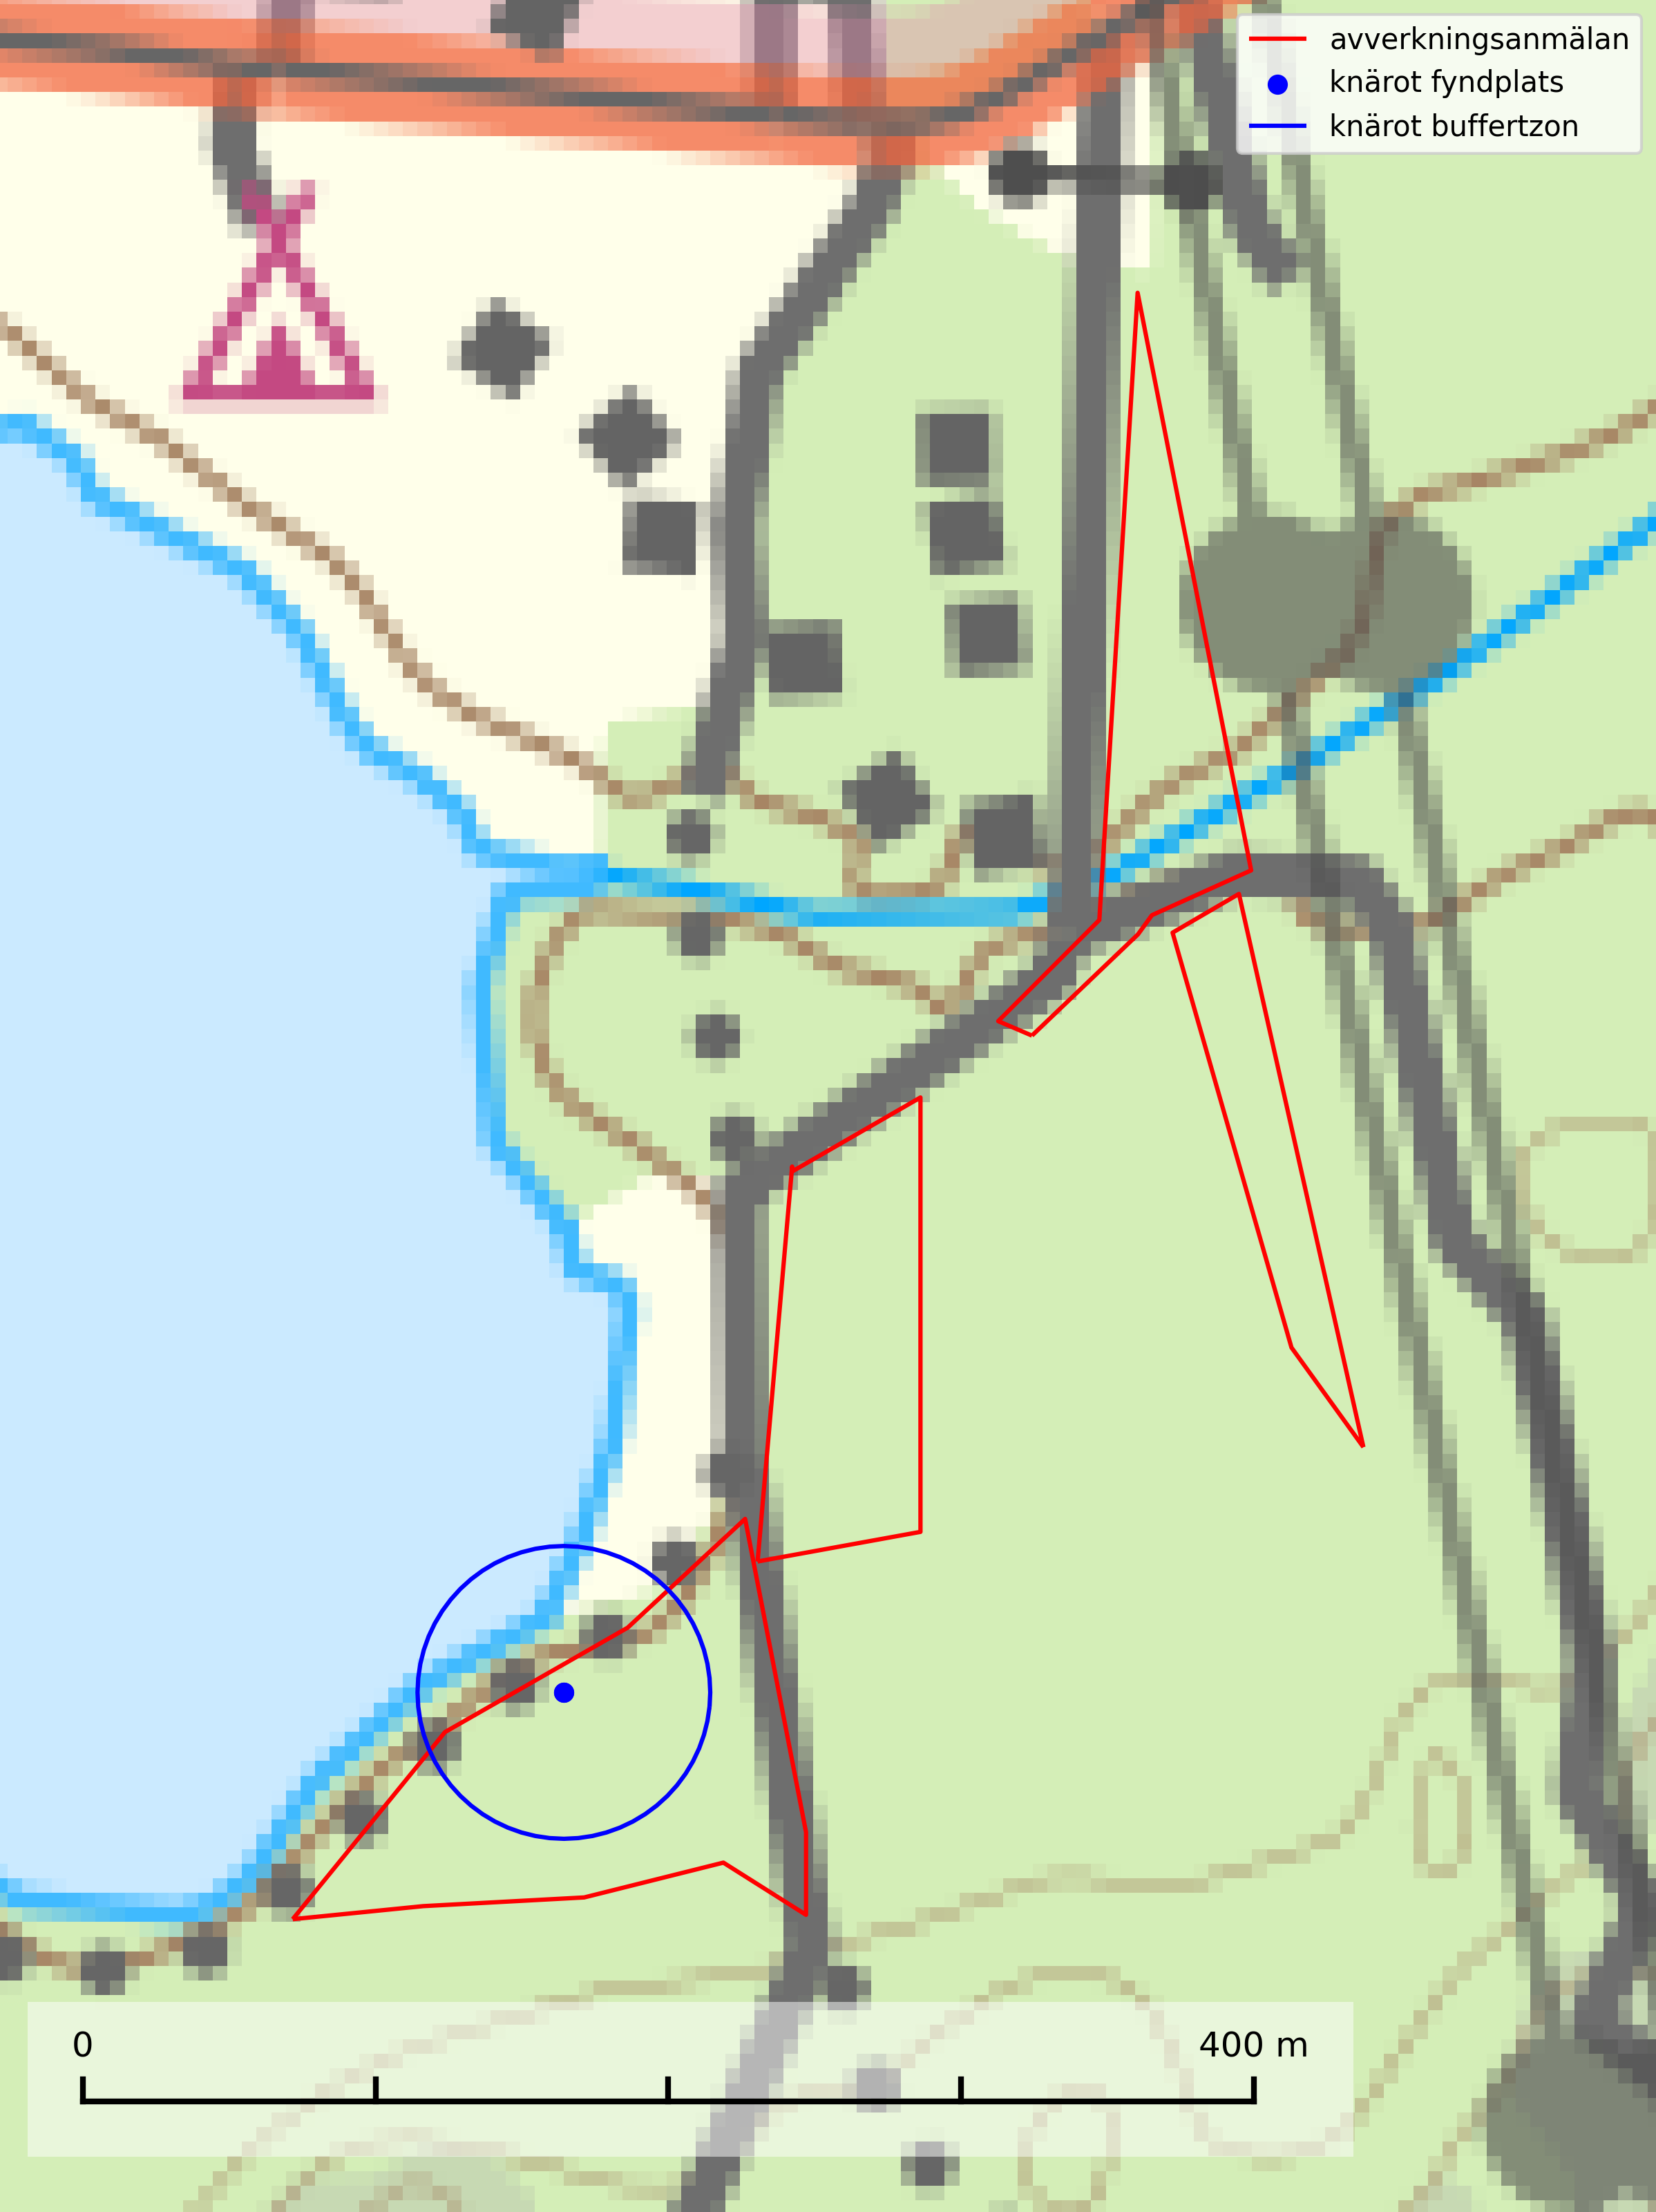 avverkningsanmälan
knärot fyndplats
knärot buffertzon
0 400 m